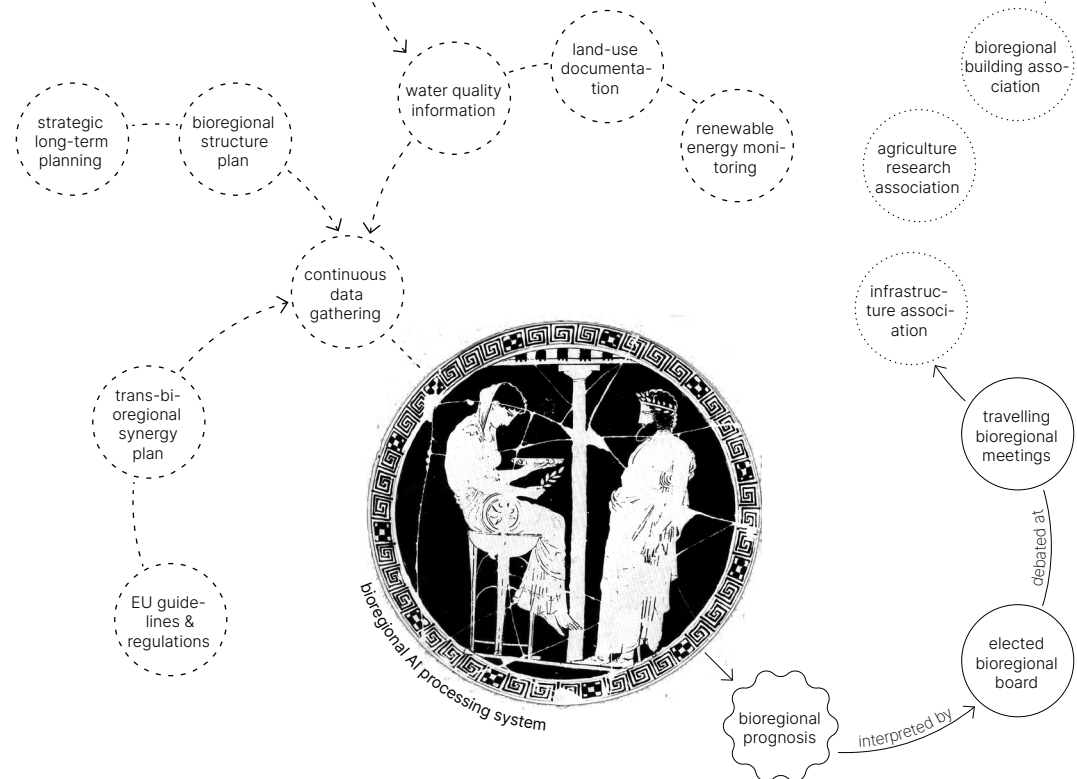 land-use
documenta-
tion
bioregional
building asso-
ciation
water quality
information
strategic
long-term
planning
bioregional
structure
plan
renewable
energy moni-
toring
agriculture
research
association
continuous
data
gathering
infrastruc-
ture associ-
ation
trans-bi-
oregional
synergy
plan
travelling
bioregional
meetings
debated at
EU guide-
lines &
regulations
bioregional AI processing system
elected
bioregional
board
bioregional
prognosis
interpreted by